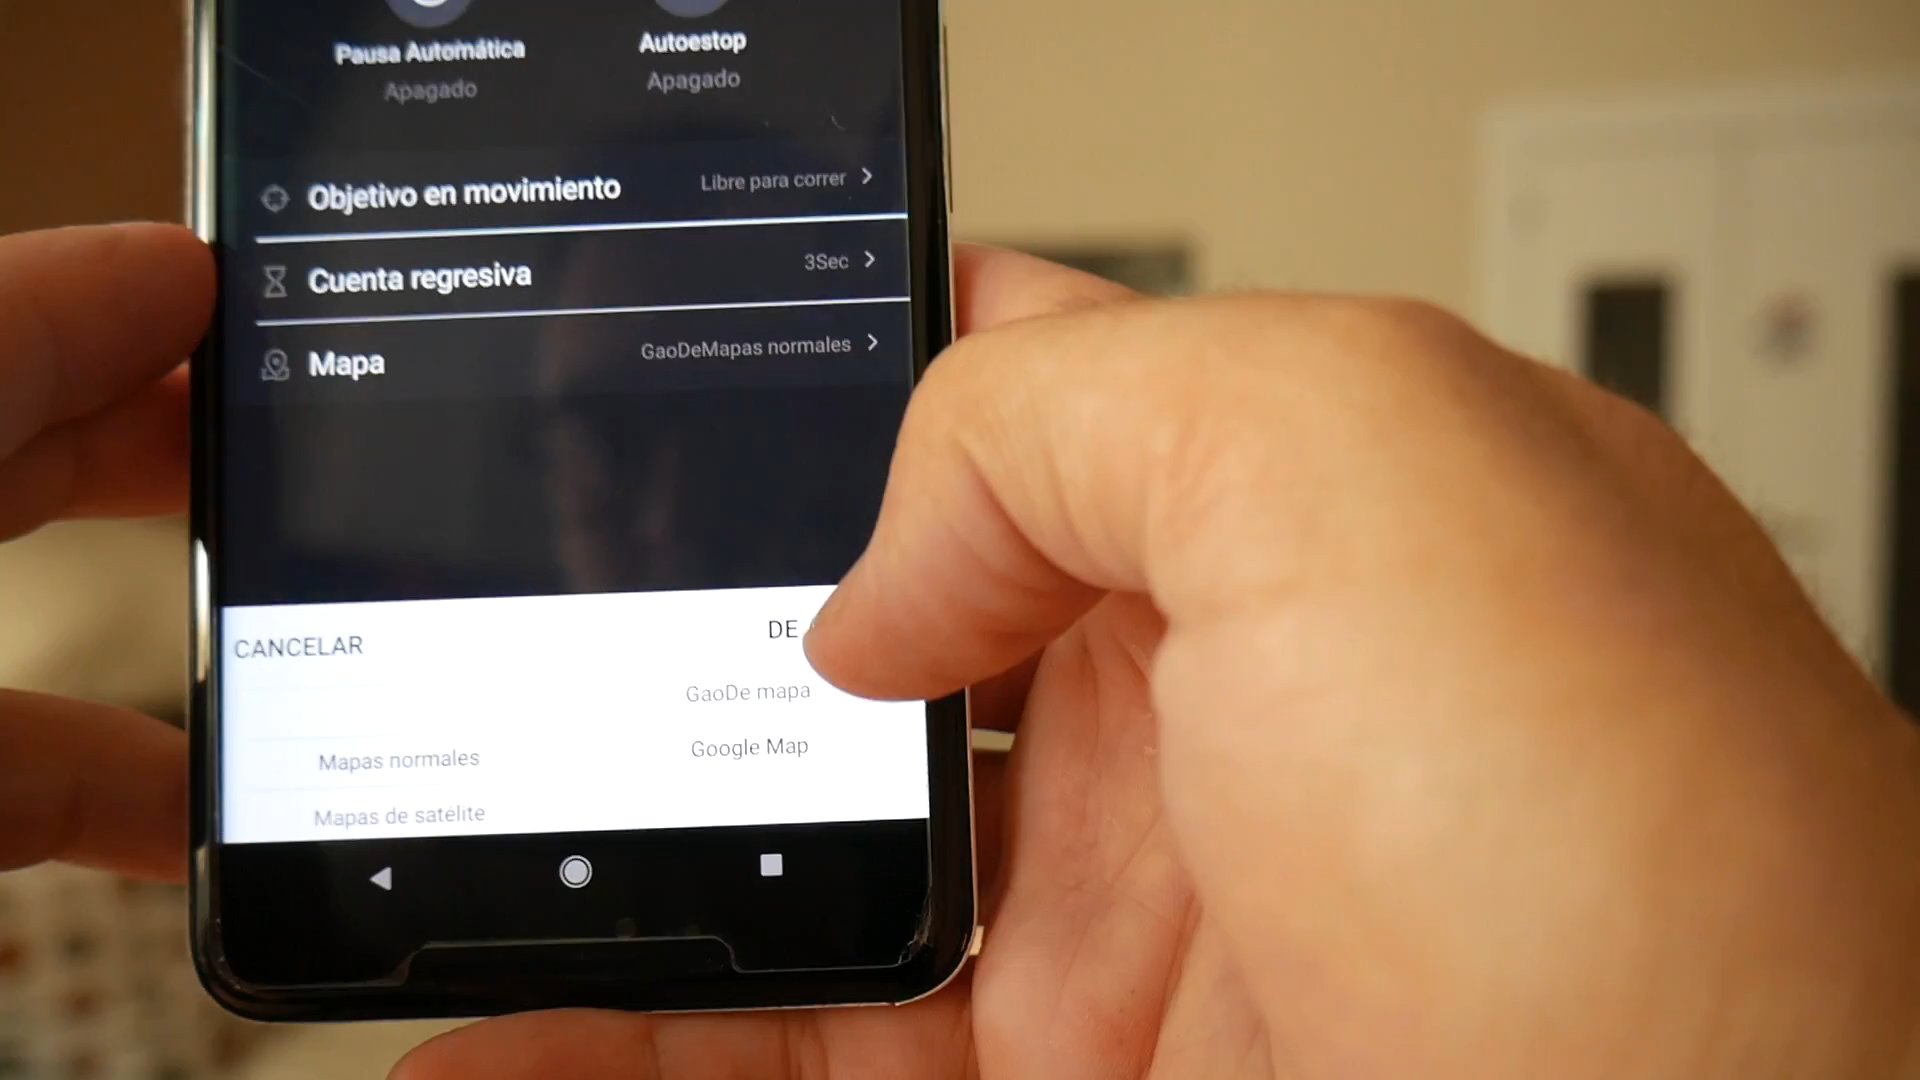 Pausa Automática
Apagado
Autoestop
Apagado
Objetivo en movimiento
Libre para correr
Cuenta regresiva
3Sec
Mapa
GaoDeMapas normales
CANCELAR
DE
GaoDe mapa
Mapas normales
Google Map
Mapas de satélite